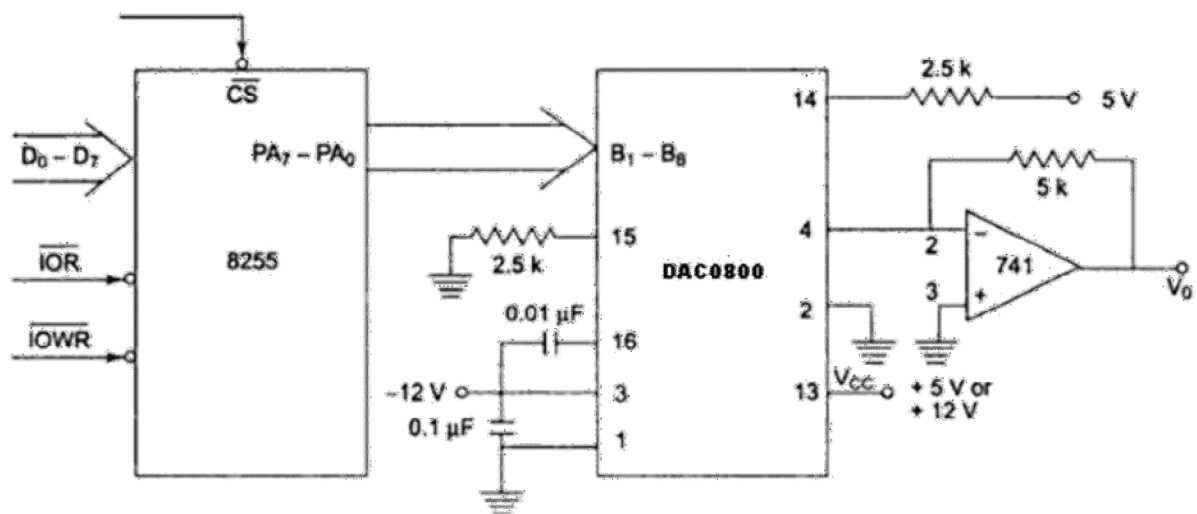 CS
D0 – D7
IOR
IOWR
PA7 – PA0
8255
B1 – B8
DAC0800
14
4
2
13
15
16
3
1
2.5 k
0.01 µF
–12 V
0.1 µF
2.5 k
5 V
5 k
2
3
–
+
741
V0
VCC
+ 5 V or
+ 12 V